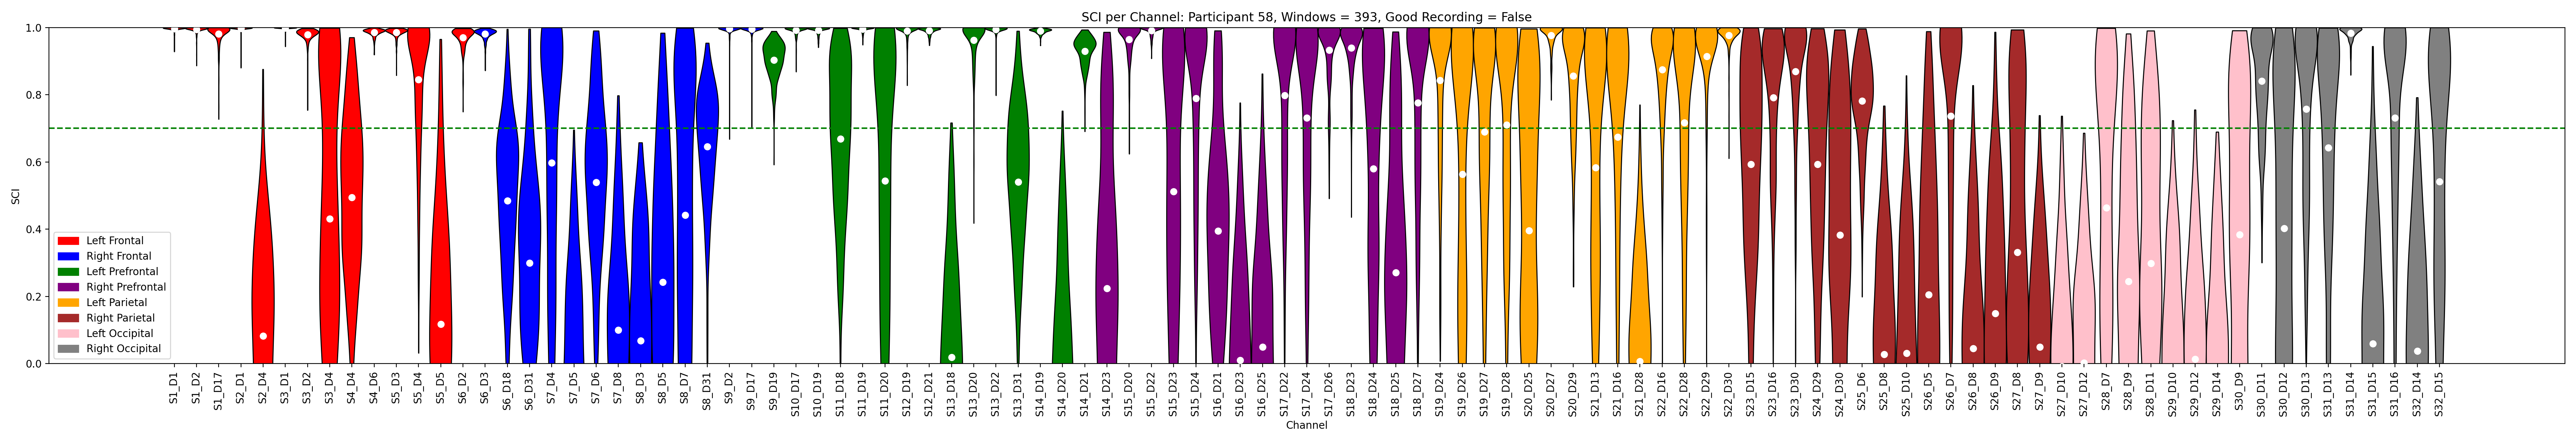 SCI per Channel: Participant 58, Windows = 393, Good Recording = False
SCI
1.0
0.8
0.6
0.4
0.2
0.0
Left Frontal
Right Frontal
Left Prefrontal
Right Prefrontal
Left Parietal
Right Parietal
Left Occipital
Right Occipital
S1_D1
S1_D2
S1_D17
S2_D1
S2_D4
S3_D1
S3_D2
S3_D4
S4_D4
S4_D6
S5_D3
S5_D4
S5_D5
S6_D2
S6_D3
S6_D18
S6_D31
S7_D4
S7_D5
S7_D6
S7_D8
S8_D3
S8_D5
S8_D7
S8_D31
S9_D2
S9_D17
S9_D19
S10_D17
S10_D19
S11_D18
S11_D19
S11_D20
S12_D19
S12_D21
S13_D18
S13_D20
S13_D22
S13_D31
S14_D19
S14_D20
S14_D21
S14_D23
S15_D20
S15_D22
S15_D23
S15_D24
S16_D21
S16_D23
S16_D25
S17_D22
S17_D24
S17_D26
S18_D23
S18_D24
S18_D25
S18_D27
S19_D24
S19_D26
S19_D27
S19_D28
S20_D25
S20_D27
S20_D29
S21_D13
S21_D16
S21_D28
S22_D16
S22_D28
S22_D29
S22_D30
S23_D15
S23_D16
S23_D30
S24_D29
S24_D30
S25_D6
S25_D8
S25_D10
S26_D5
S26_D7
S26_D8
S26_D9
S27_D8
S27_D9
S27_D10
S27_D12
S28_D7
S28_D9
S28_D11
S29_D10
S29_D12
S29_D14
S30_D9
S30_D11
S30_D12
S30_D13
S31_D13
S31_D14
S31_D15
S31_D16
S32_D14
S32_D15
Channel